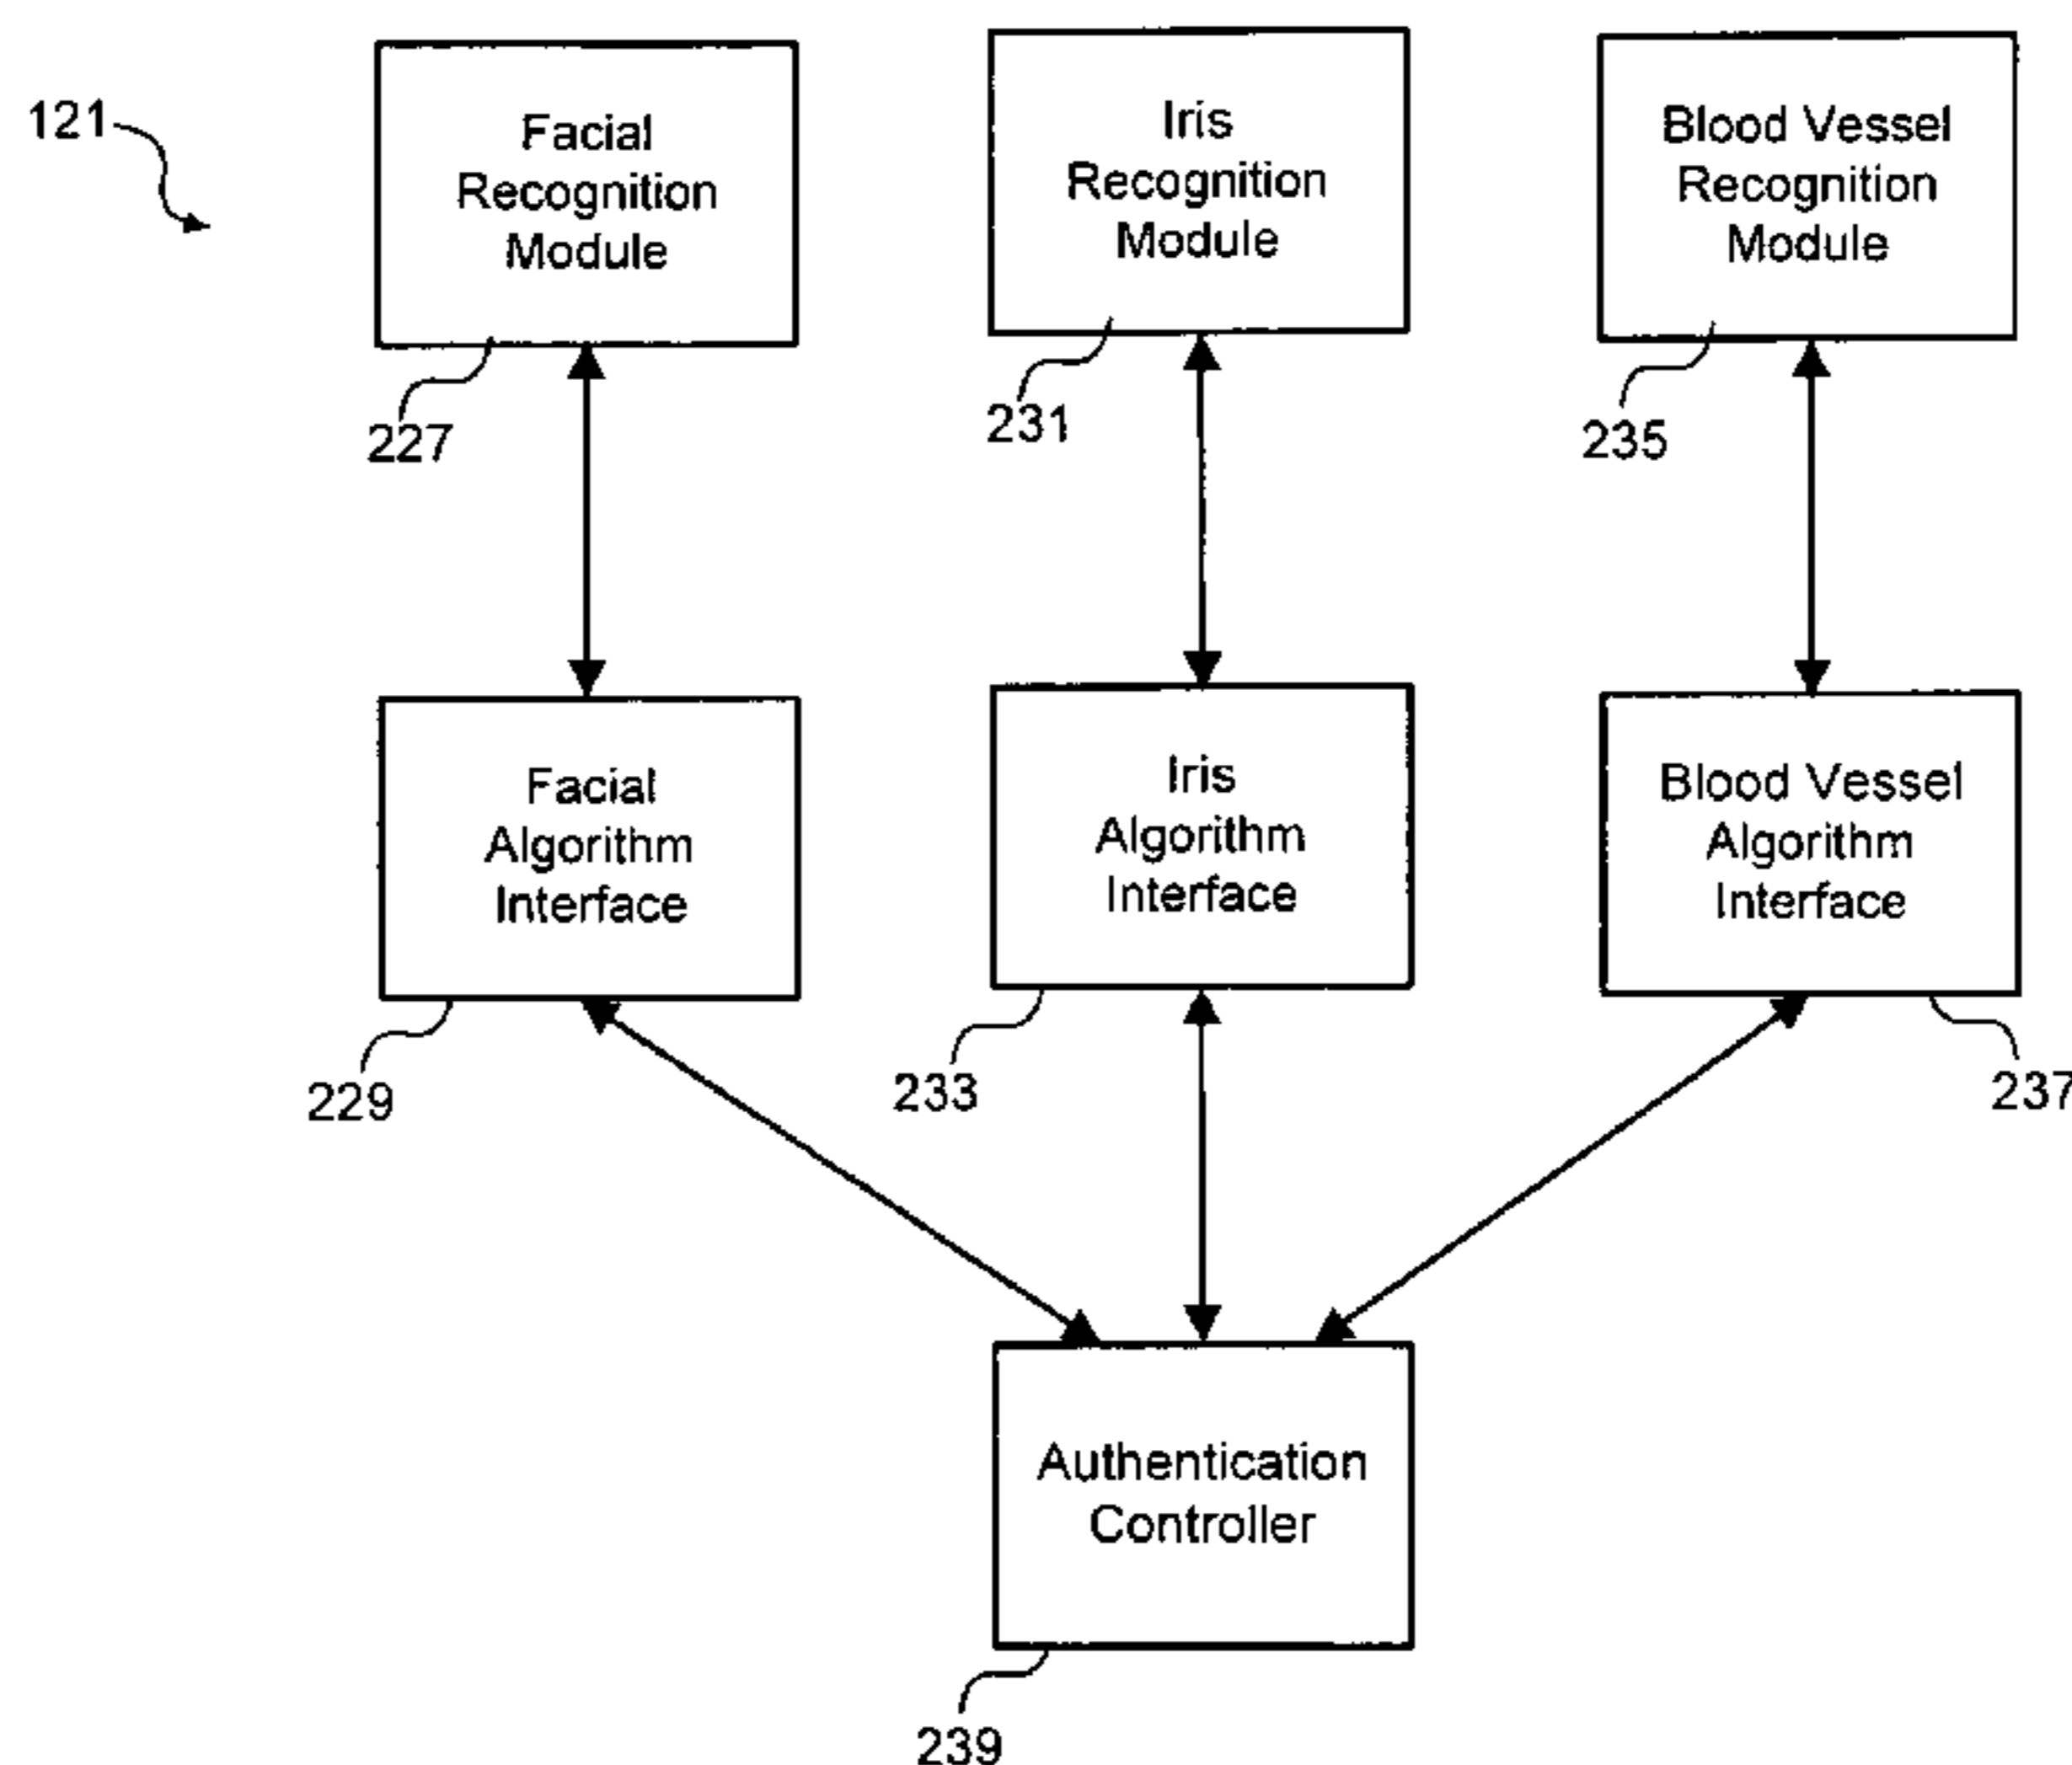 121
Facial
Recognition
Module
227
Iris
Recognition
Module
231
Blood Vessel
Recognition
Module
235
Facial
Algorithm
Interface
229
Iris
Algorithm
Interface
233
Blood Vessel
Algorithm
Interface
237
Authentication
Controller
239